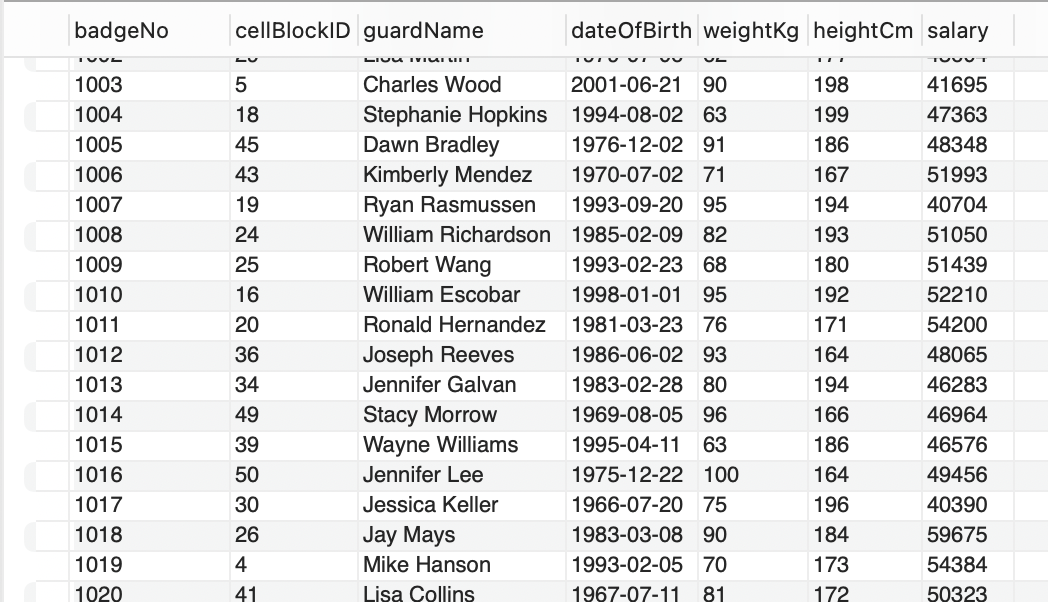 badgeNo cellBlockID guardName dateOfBirth weightKg heightCm salary
1003 5 Charles Wood 2001-06-21 90 198 41695
1004 18 Stephanie Hopkins 1994-08-02 63 199 47363
1005 45 Dawn Bradley 1976-12-02 91 186 48348
1006 43 Kimberly Mendez 1970-07-02 71 167 51993
1007 19 Ryan Rasmussen 1993-09-20 95 194 40704
1008 24 William Richardson 1985-02-09 82 193 51050
1009 25 Robert Wang 1993-02-23 68 180 51439
1010 16 William Escobar 1998-01-01 95 192 52210
1011 20 Ronald Hernandez 1981-03-23 76 171 54200
1012 36 Joseph Reeves 1986-06-02 93 164 48065
1013 34 Jennifer Galvan 1983-02-28 80 194 46283
1014 49 Stacy Morrow 1969-08-05 96 166 46964
1015 39 Wayne Williams 1995-04-11 63 186 46576
1016 50 Jennifer Lee 1975-12-22 100 164 49456
1017 30 Jessica Keller 1966-07-20 75 196 40390
1018 26 Jay Mays 1983-03-08 90 184 59675
1019 4 Mike Hanson 1993-02-05 70 173 54384
1020 41 Lisa Collins 1967-07-11 81 172 50323